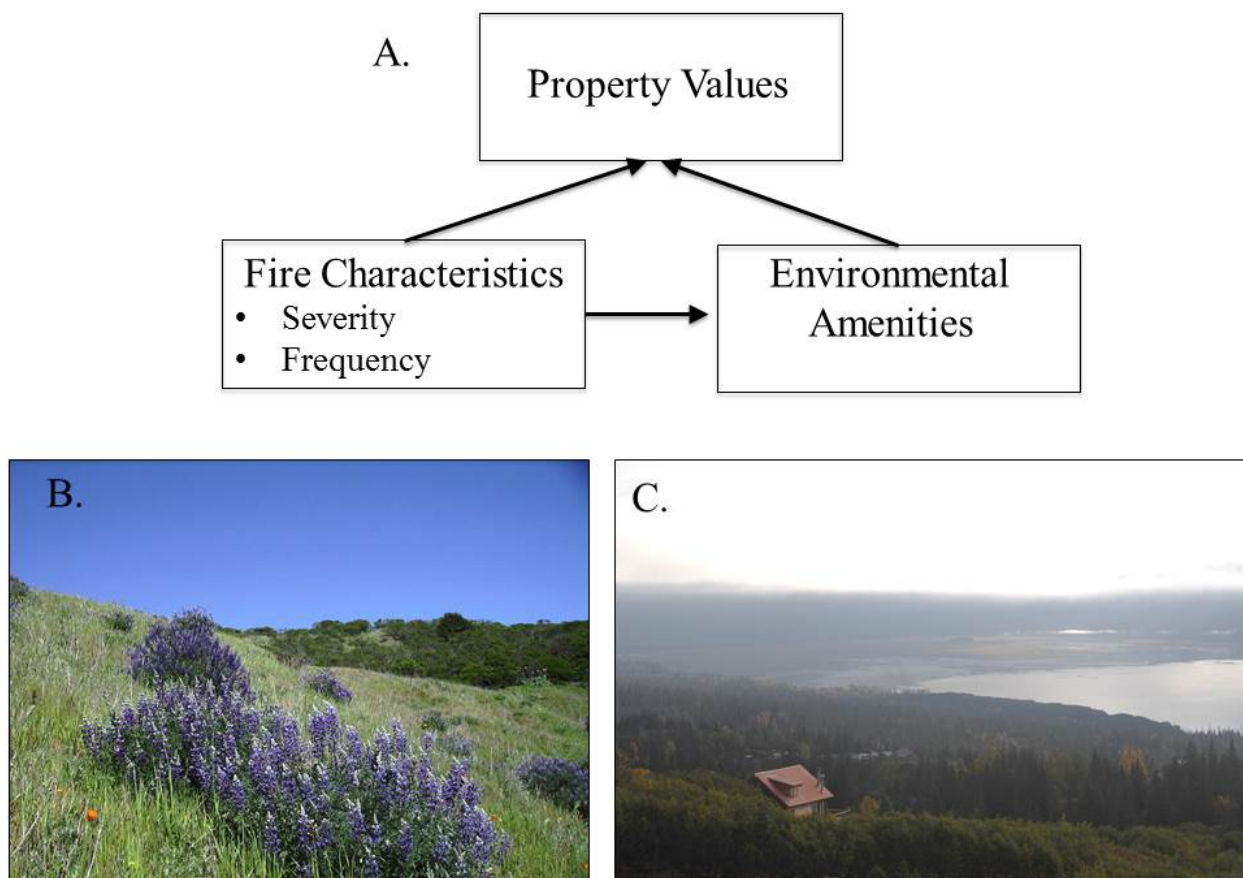 A.
Property Values
Fire Characteristics
• Severity
• Frequency
Environmental
Amenities
B.
C.